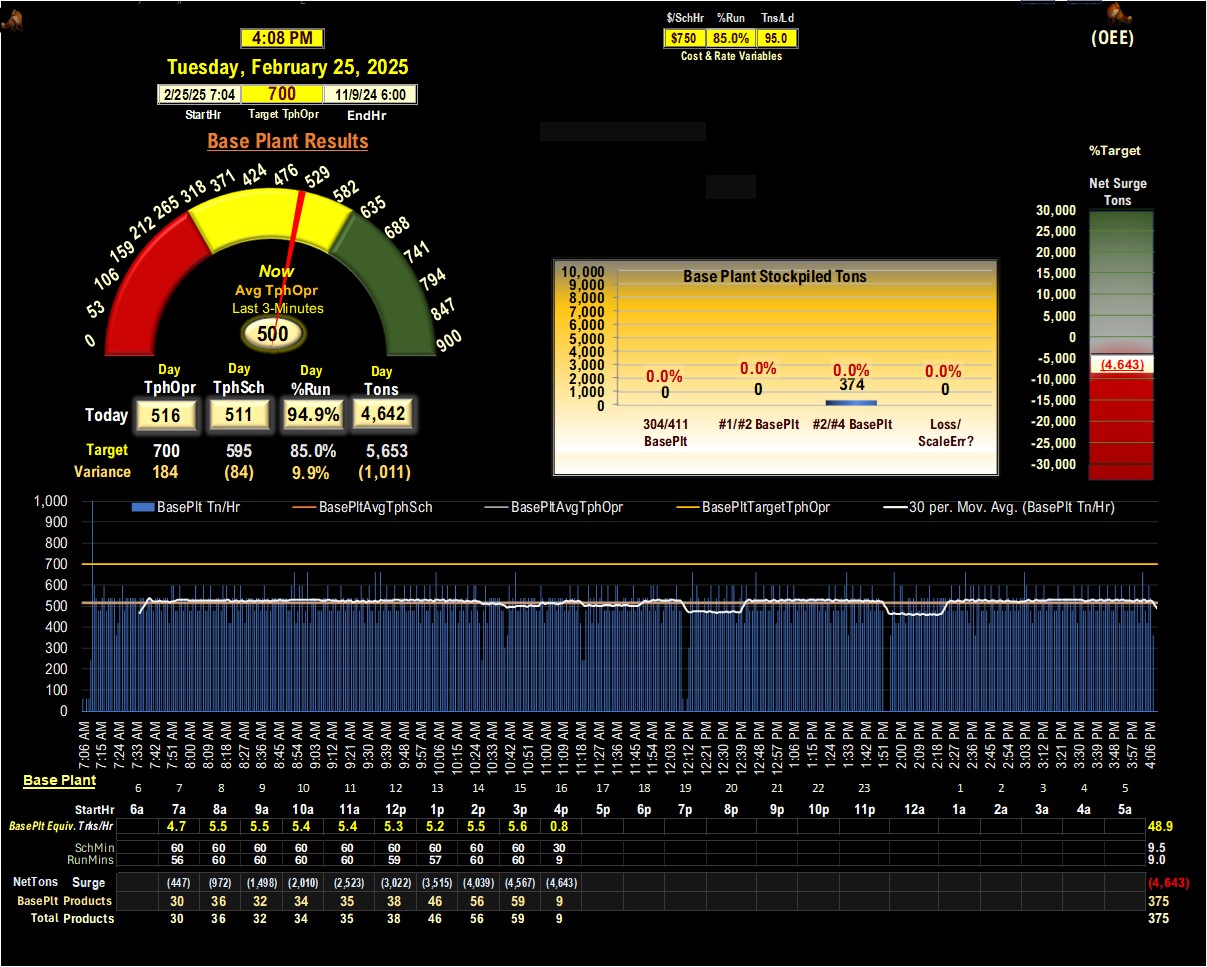 $/SchHr %Run Tns/Ld
4:08 PM $750 85.0% 95.0 (OEE)
Cost & Rate Variables
Tuesday, February 25, 2025
2/25/25 7:04 700 11/9/24 6:00
StartHr Target TphOpr EndHr
Base Plant Results
0 53 106 159 212 265 318 371 424 476 529 582 635 688 741 794 847 900
Now
Avg TphOpr
Last 3-Minutes
500
Day Day Day Day
TphOpr TphSch %Run Tons
Today 516 511 94.9% 4,642
Target 700 595 85.0% 5,653
Variance 184 (84) 9.9% (1,011)
Base Plant Stockpiled Tons
10,000
9,000
8,000
7,000
6,000
5,000
4,000
3,000
2,000
1,000
0
0.0% 0.0% 0.0% 0.0%
0 0 374 0
304/411 BasePlt
#1/#2 BasePlt
#2/#4 BasePlt
Loss/ ScaleErr?
%Target
Net Surge
Tons
30,000
25,000
20,000
15,000
10,000
5,000
0
-5,000
-10,000
-15,000
-20,000
-25,000
-30,000
(4,643)
BasePlt Tn/Hr BasePltAvgTphSch BasePltAvgTphOpr BasePltTargetTphOpr 30 per. Mov. Avg. (BasePlt Tn/Hr)
1,000
900
800
700
600
500
400
300
200
100
0
7:06 AM 7:15 AM 7:24 AM 7:33 AM 7:42 AM 7:51 AM 8:00 AM 8:09 AM 8:18 AM 8:27 AM 8:36 AM 8:45 AM 8:54 AM 9:03 AM 9:12 AM 9:21 AM 9:30 AM 9:39 AM 9:48 AM 9:57 AM 10:06 AM 10:15 AM 10:24 AM 10:33 AM 10:42 AM 10:51 AM 11:00 AM 11:09 AM 11:18 AM 11:27 AM 11:36 AM 11:45 AM 11:54 AM 12:03 PM 12:12 PM 12:21 PM 12:30 PM 12:39 PM 12:48 PM 12:57 PM 1:06 PM 1:15 PM 1:24 PM 1:33 PM 1:42 PM 1:51 PM 2:00 PM 2:09 PM 2:18 PM 2:27 PM 2:36 PM 2:45 PM 2:54 PM 3:03 PM 3:12 PM 3:21 PM 3:30 PM 3:39 PM 3:48 PM 3:57 PM 4:06 PM
Base Plant
6 7 8 9 10 11 12 13 14 15 16 17 18 19 20 21 22 23 1 2 3 4 5
StartHr 6a 7a 8a 9a 10a 11a 12p 1p 2p 3p 4p 5p 6p 7p 8p 9p 10p 11p 12a 1a 2a 3a 4a 5a
BasePlt Equiv. Trks/Hr 4.7 5.5 5.5 5.4 5.4 5.3 5.2 5.5 5.6 0.8 48.9
SchMin 60 60 60 60 60 60 60 60 60 30 9.5
RunMins 56 60 60 60 60 59 57 60 60 9 9.0
NetTons Surge (447) (972) (1,498) (2,010) (2,523) (3,022) (3,515) (4,039) (4,567) (4,643) (4,643)
BasePlt Products 30 36 32 34 35 38 46 56 59 9 375
Total Products 30 36 32 34 35 38 46 56 59 9 375